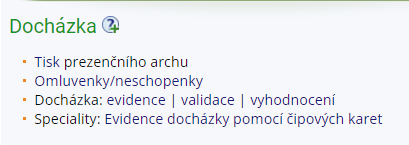 Docházka
Tisk prezenčního archu
Omluvenky/neschopenky
Docházka: evidence | validace | vyhodnocení
Speciality: Evidence docházky pomocí čipových karet